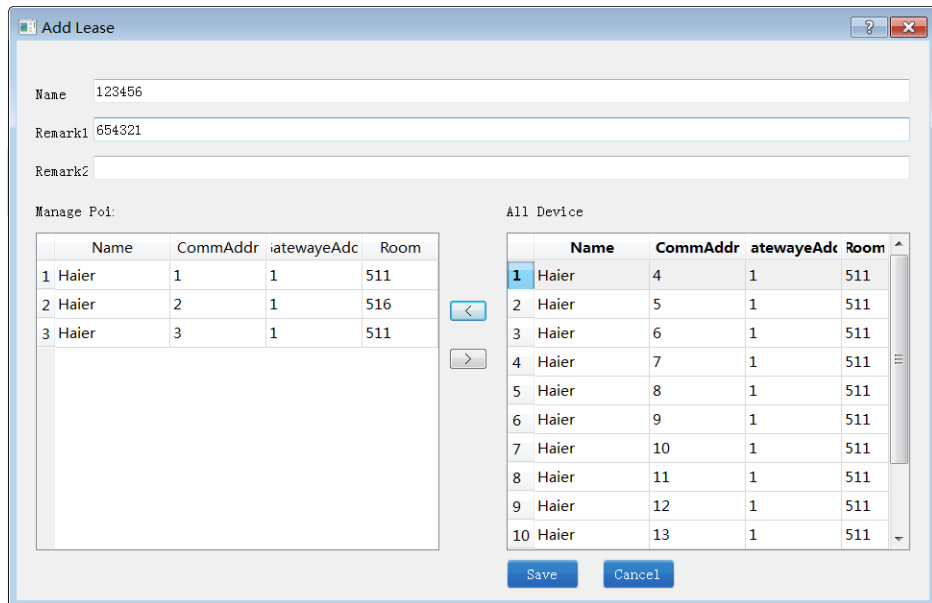 Add Lease
Name 123456
Remark1 654321
Remark2
Manage Poi:
Name CommAddr iatewayeAdc Room
1 Haier 1 1 511
2 Haier 2 1 516
3 Haier 3 1 511
<
>
All Device
Name CommAddr atewayeAdc Room
1 Haier 4 1 511
2 Haier 5 1 511
3 Haier 6 1 511
4 Haier 7 1 511
5 Haier 8 1 511
6 Haier 9 1 511
7 Haier 10 1 511
8 Haier 11 1 511
9 Haier 12 1 511
10 Haier 13 1 511
Save Cancel